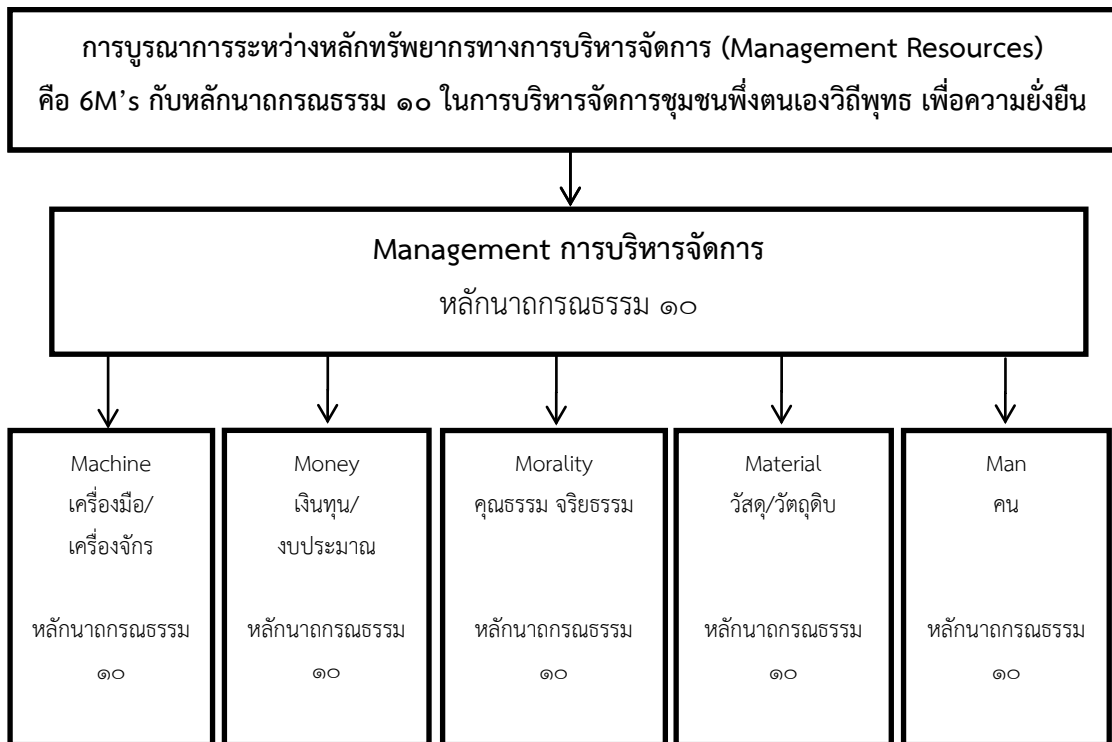 การบูรณาการระหว่างหลักทรัพยากรทางการบริหารจัดการ (Management Resources)
คือ 6M’s กับหลักนาถกรณธรรม ๑๐ ในการบริหารจัดการชุมชนพึ่งตนเองวิถีพุทธ เพื่อความยั่งยืน
Management การบริหารจัดการ
หลักนาถกรณธรรม ๑๐
Machine
เครื่องมือ/
เครื่องจักร
หลักนาถกรณธรรม
๑๐
Money
เงินทุน/
งบประมาณ
หลักนาถกรณธรรม
๑๐
Morality
คุณธรรม จริยธรรม
หลักนาถกรณธรรม
๑๐
Material
วัสดุ/วัตถุดิบ
หลักนาถกรณธรรม
๑๐
Man
คน
หลักนาถกรณธรรม
๑๐